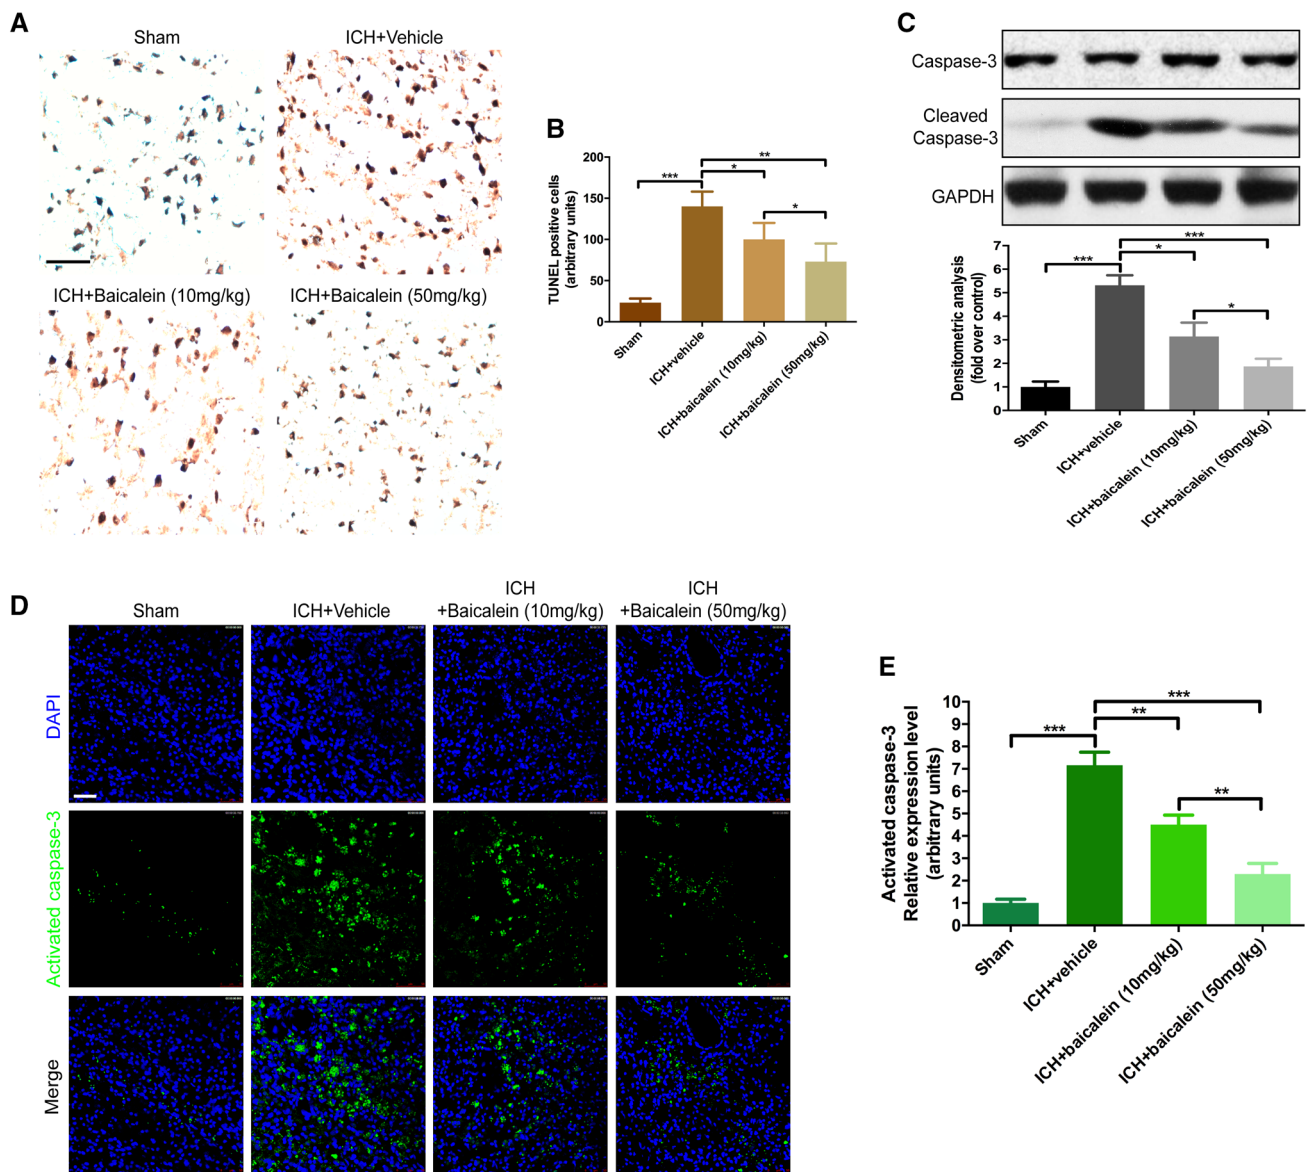 A
Sham
ICH+Vehicle
ICH+Baicalein (10mg/kg)
ICH+Baicalein (50mg/kg)
B
TUNEL positive cells
(arbitrary units)
200
150
100
50
0
***
*
**
*
Sham
ICH+vehicle
ICH+baicalein (10mg/kg)
ICH+baicalein (50mg/kg)
C
Caspase-3
Cleaved
Caspase-3
GAPDH
Densitometric analysis
(fold over control)
7
6
5
4
3
2
1
0
***
*
***
*
Sham
ICH+vehicle
ICH+baicalein (10mg/kg)
ICH+baicalein (50mg/kg)
D
Sham
ICH+Vehicle
ICH
+Baicalein (10mg/kg)
ICH
+Baicalein (50mg/kg)
DAPI
Activated caspase-3
Merge
E
Activated caspase-3
Relative expression level
(arbitrary units)
10
9
8
7
6
5
4
3
2
1
0
***
**
***
**
Sham
ICH+vehicle
ICH+baicalein (10mg/kg)
ICH+baicalein (50mg/kg)